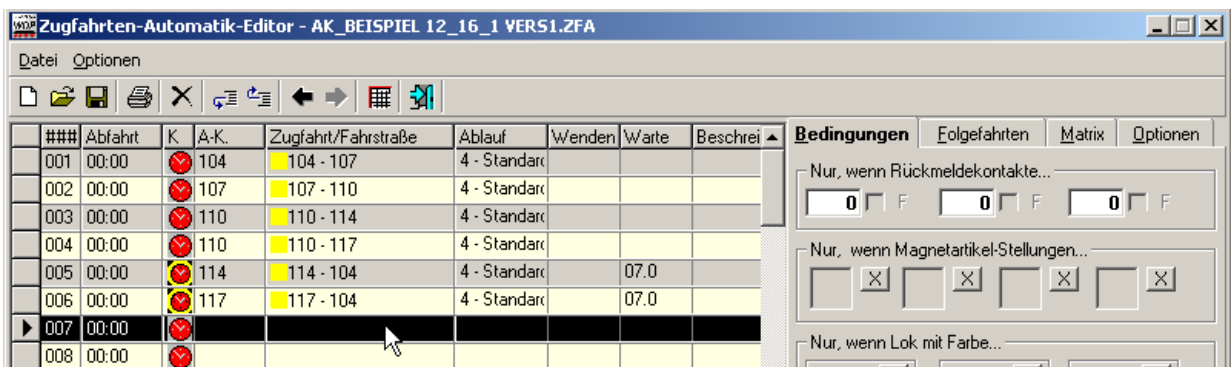 Zugfahrten-Automatik-Editor - AK_BEISPIEL 12_16_1 VERS1.ZFA
Datei Optionen
### Abfahrt K. A-K. Zugfahrt/Fahrstraße Ablauf Wenden Warte Beschrei
001 00:00 104 104 - 107 4 - Standard
002 00:00 107 107 - 110 4 - Standard
003 00:00 110 110 - 114 4 - Standard
004 00:00 110 110 - 117 4 - Standard
005 00:00 114 114 - 104 4 - Standard 07.0
006 00:00 117 117 - 104 4 - Standard 07.0
007 00:00
008 00:00
Bedingungen Folgefahrten Matrix Optionen
Nur, wenn Rückmeldekontakte...
0 F 0 F 0 F
Nur, wenn Magnetartikel-Stellungen...
X X X X
Nur, wenn Lok mit Farbe...